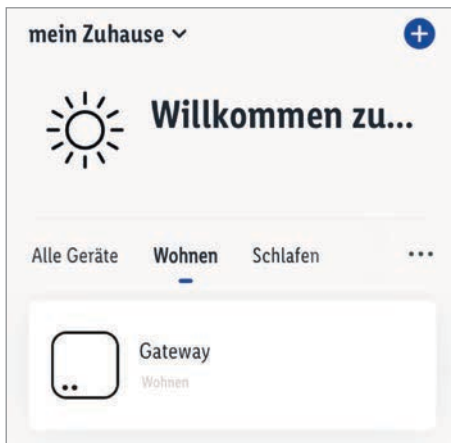 mein Zuhause
Willkommen zu...
Alle Geräte Wohnen Schlafen ...
Gateway
Wohnen